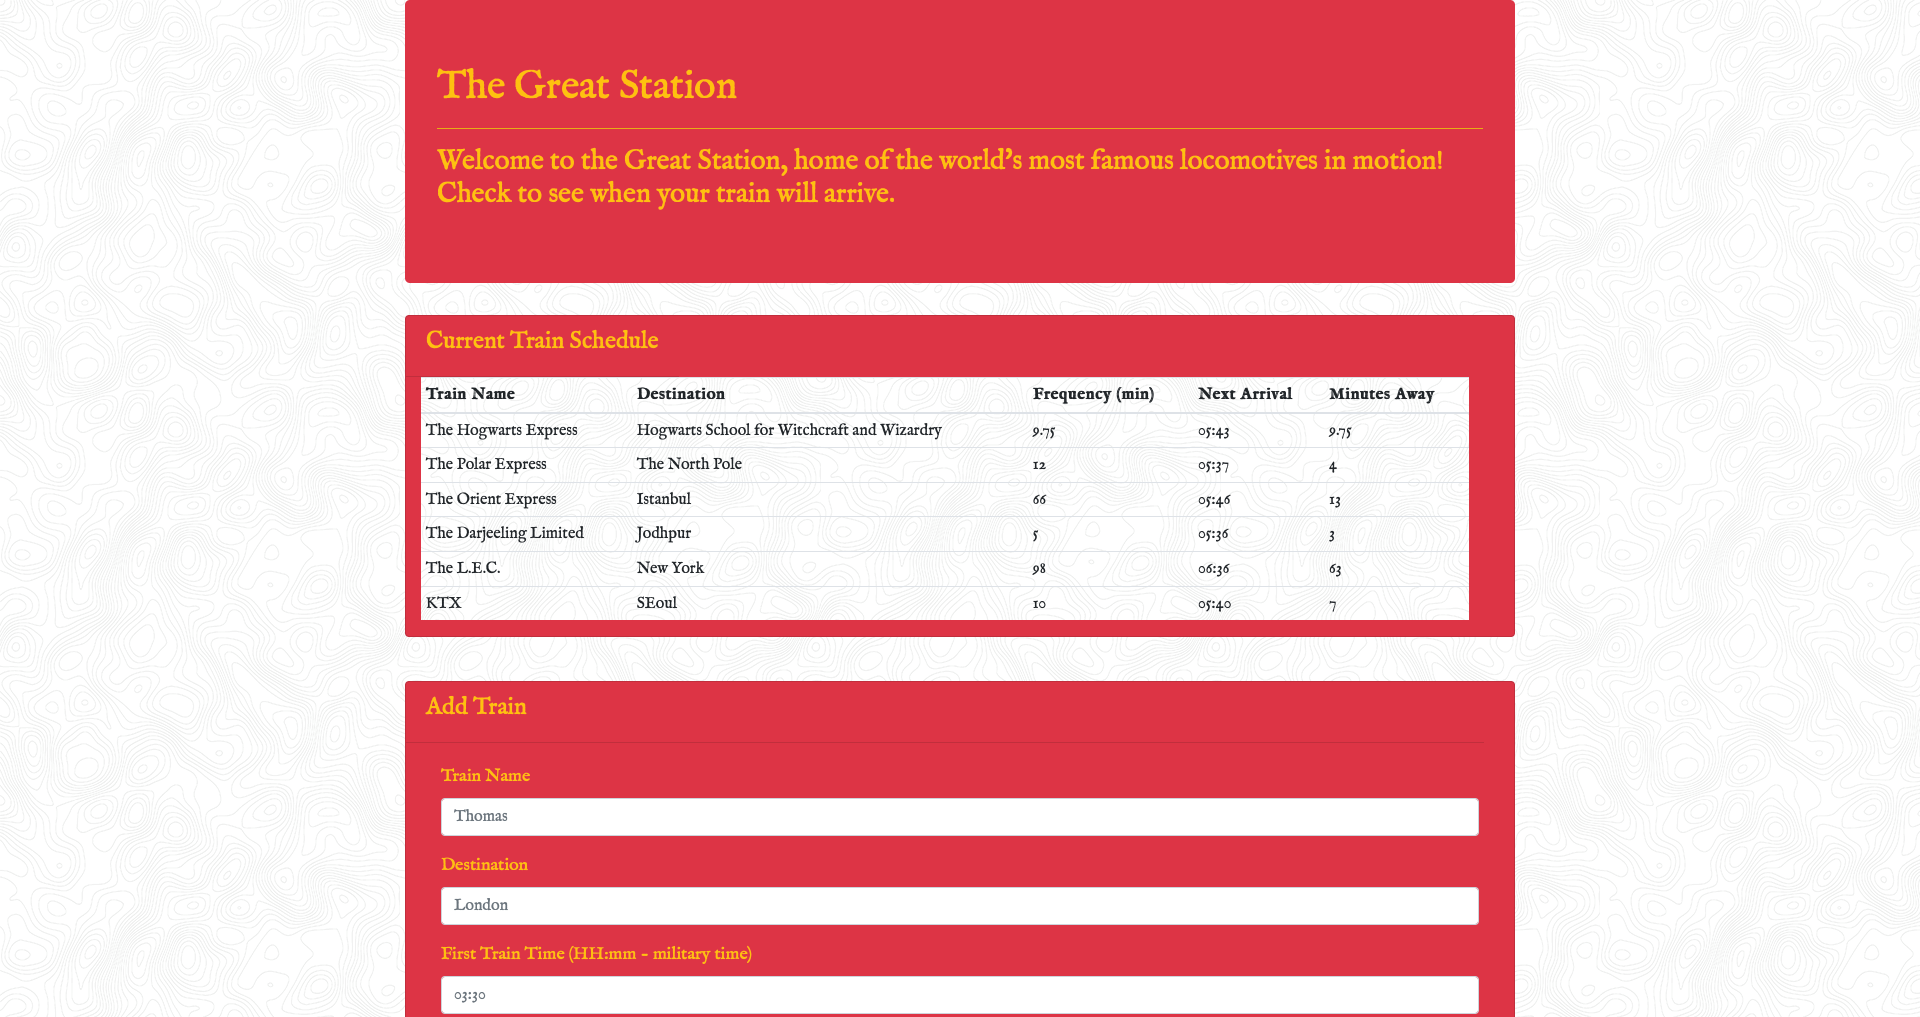 The Great Station
Welcome to the Great Station, home of the world's most famous locomotives in motion!
Check to see when your train will arrive.
Current Train Schedule
Train Name Destination Frequency (min) Next Arrival Minutes Away
The Hogwarts Express Hogwarts School for Witchcraft and Wizardry 9.75 05:43 9.75
The Polar Express The North Pole 12 05:37 4
The Orient Express Istanbul 66 05:46 13
The Darjeeling Limited Jodhpur 5 05:36 3
The L.E.C. New York 98 06:36 63
KTX SEoul 10 05:40 7
Add Train
Train Name
Thomas
Destination
London
First Train Time (HH:mm - military time)
03:30